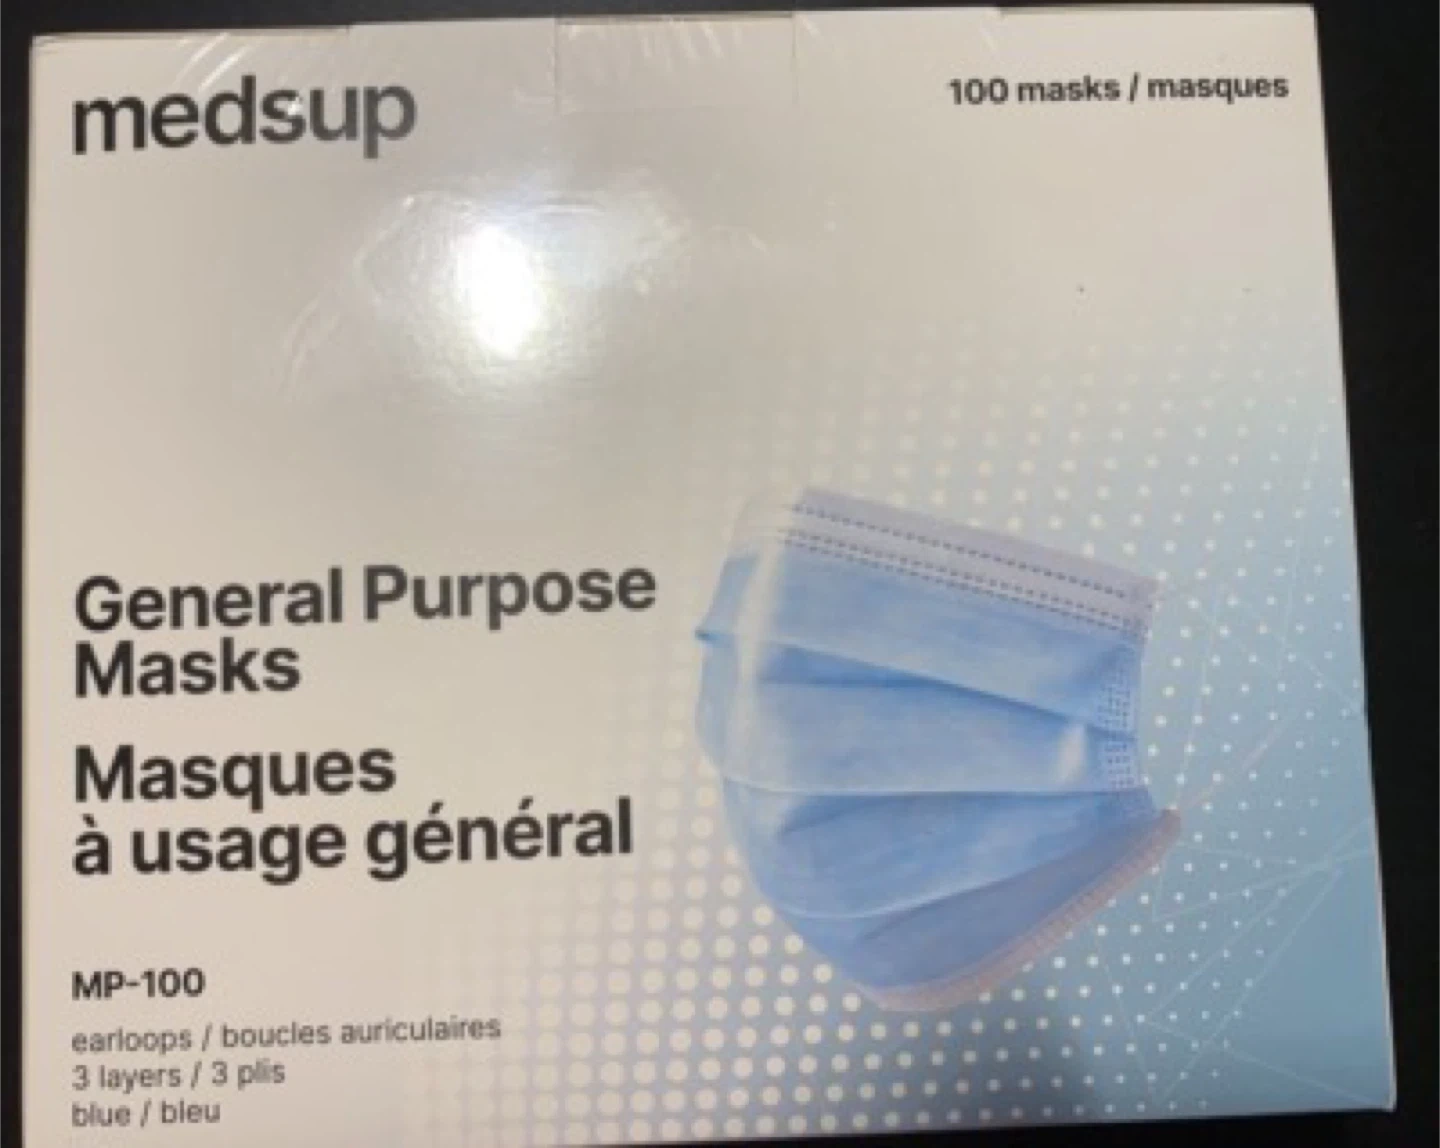 medsup
100 masks / masques
General Purpose
Masks
Masques
à usage général
MP-100
earloops / boucles auriculaires
3 layers / 3 plis
blue / bleu